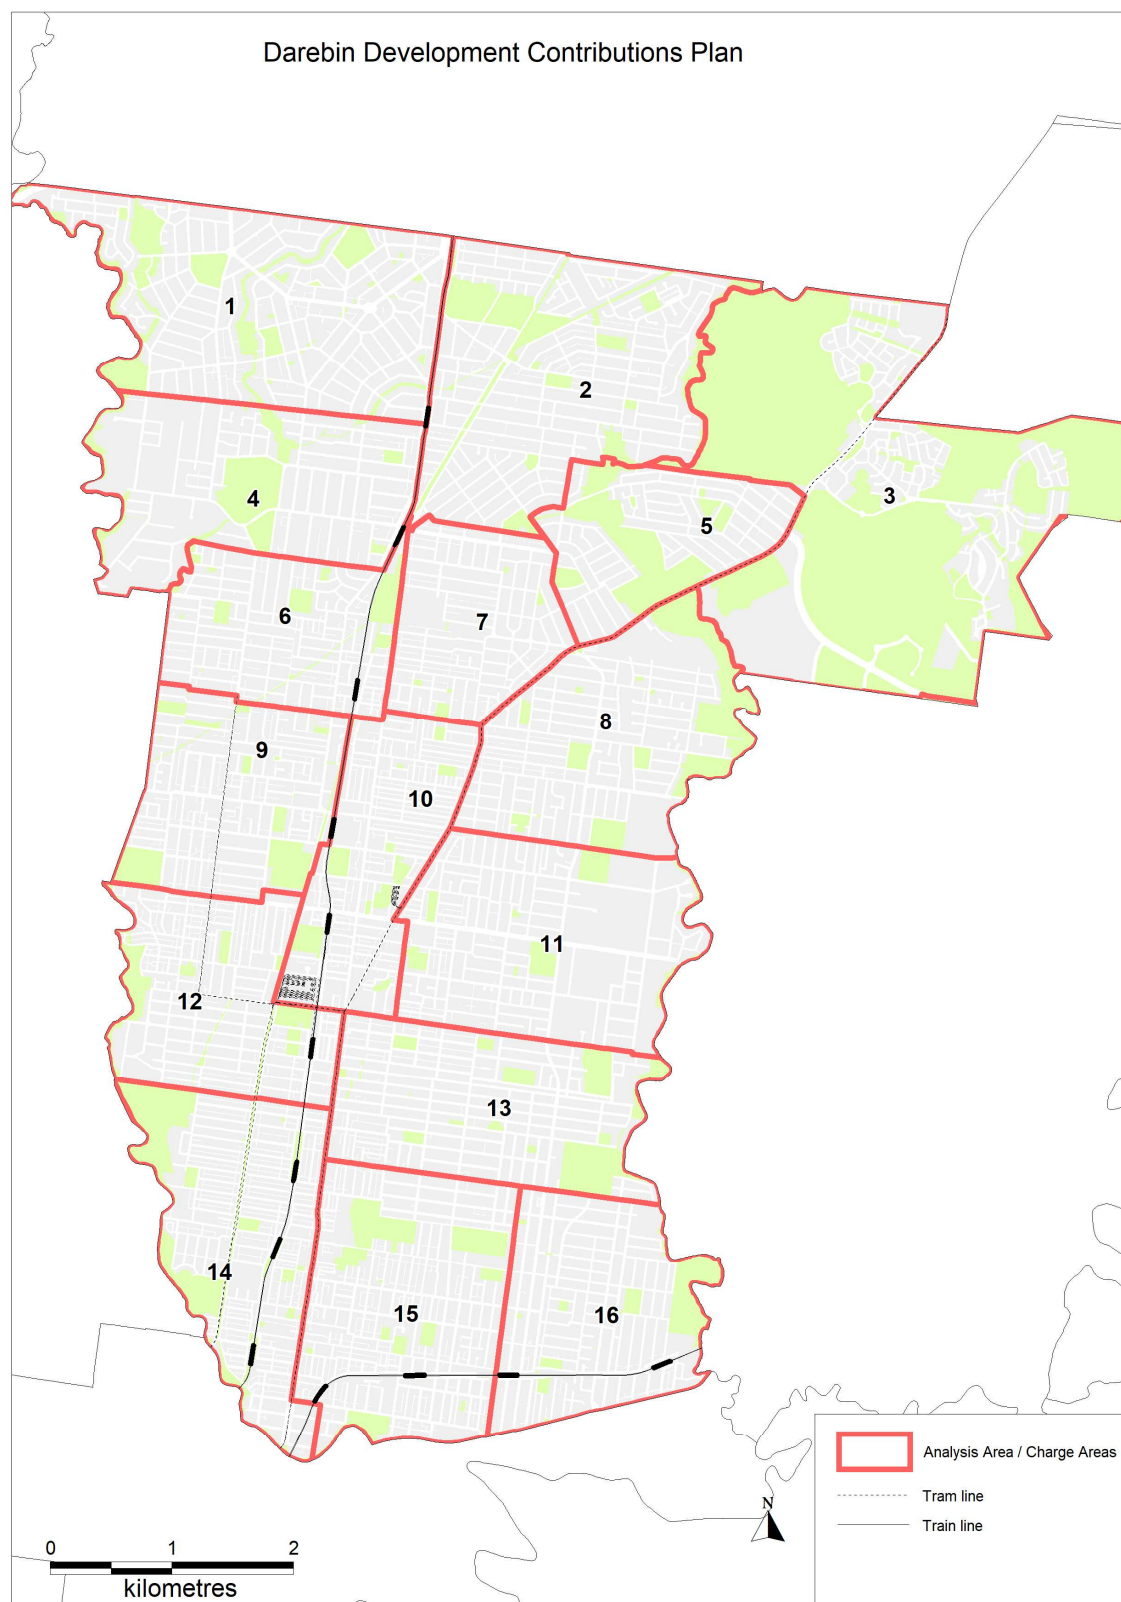 Darebin Development Contributions Plan
1
2
3
4
5
6
7
8
9
10
11
12
13
14
15
16
Analysis Area / Charge Areas
Tram line
Train line
N
0 1 2
kilometres